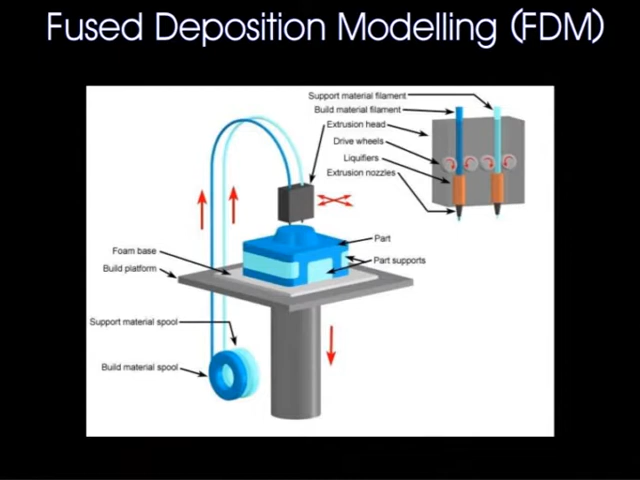 Fused Deposition Modelling (FDM)
Support material filament
Build material filament
Extrusion head
Drive wheels
Liquifiers
Extrusion nozzles
Part
Foam base
Part supports
Build platform
Support material spool
Build material spool